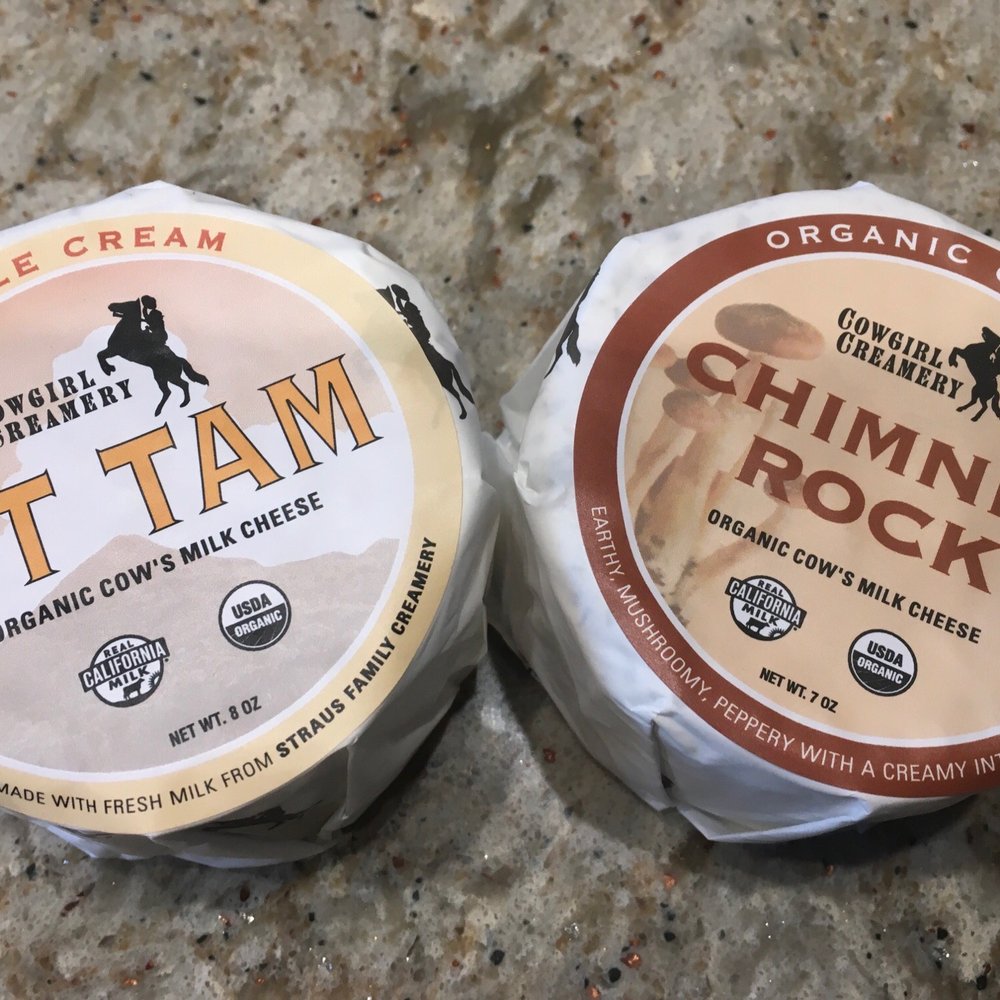 LE CREAM
COWGIRL
CREAMERY
T TAM
ORGANIC COW'S MILK CHEESE
REAL
CALIFORNIA
MILK
USDA
ORGANIC
NET WT. 8 OZ
MADE WITH FRESH MILK FROM STRAUS FAMILY CREAMERY
ORGANIC
COWGIRL
CREAMERY
CHIMN
ROCK
ORGANIC COW'S MILK CHEESE
REAL
CALIFORNIA
MILK
USDA
ORGANIC
NET WT. 7 OZ
EARTHY, MUSHROOMY, PEPPERY WITH A CREAMY INT